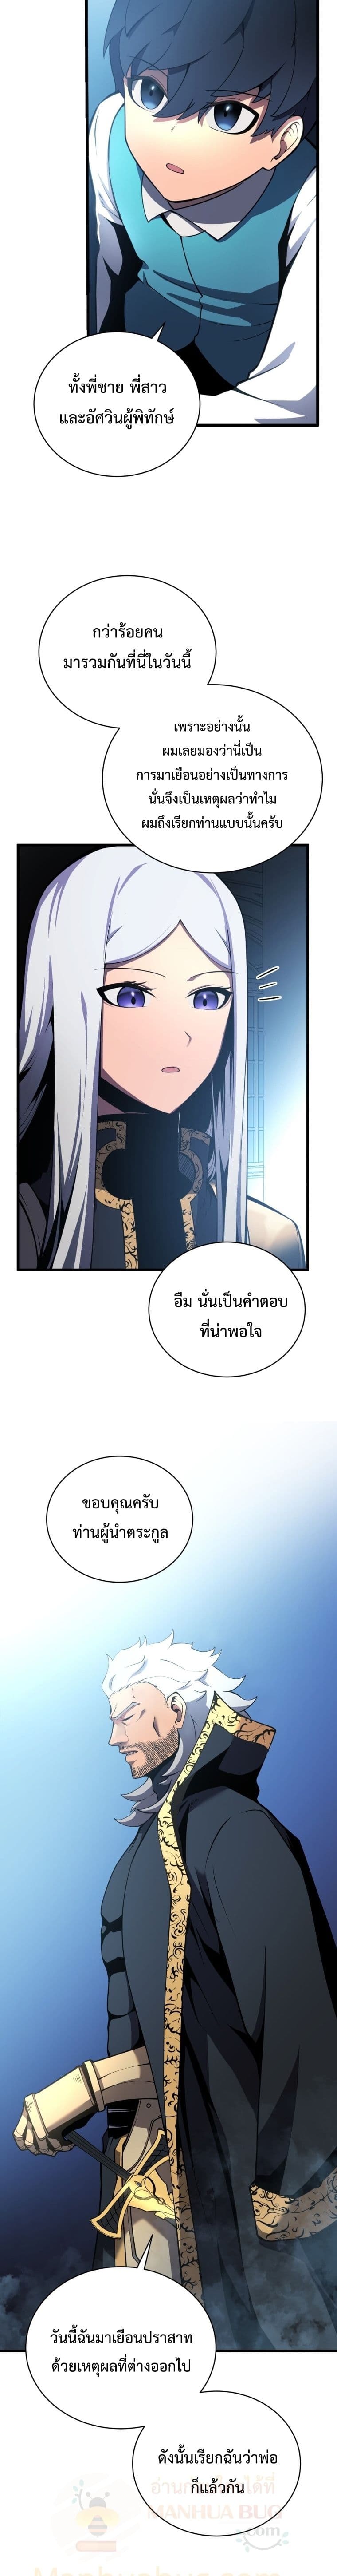 ทั้งพี่ชาย พี่สาว
และอัศวินผู้พิทักษ์
กว่าร้อยคน
มารวมกันที่นี่ในวันนี้
เพราะอย่างนั้น
ผมเลยมองว่านี่เป็น
การมาเยือนอย่างเป็นทางการ
นั่นจึงเป็นเหตุผลว่าทำไม
ผมถึงเรียกท่านแบบนั้นครับ
อืม นั่นเป็นคำตอบ
ที่น่าพอใจ
ขอบคุณครับ
ท่านผู้นำตระกูล
วันนี้ฉันมาเยือนปราสาท
ด้วยเหตุผลที่ต่างออกไป
ดังนั้นเรียกฉันว่าพ่อ
ก็แล้วกัน
MANHUA BUG
.com